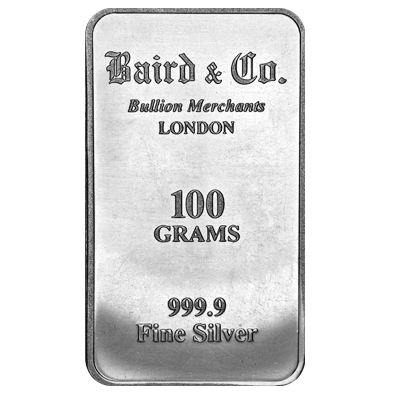 Baird & Co.
Bullion Merchants
LONDON
100
GRAMS
999.9
Fine Silver